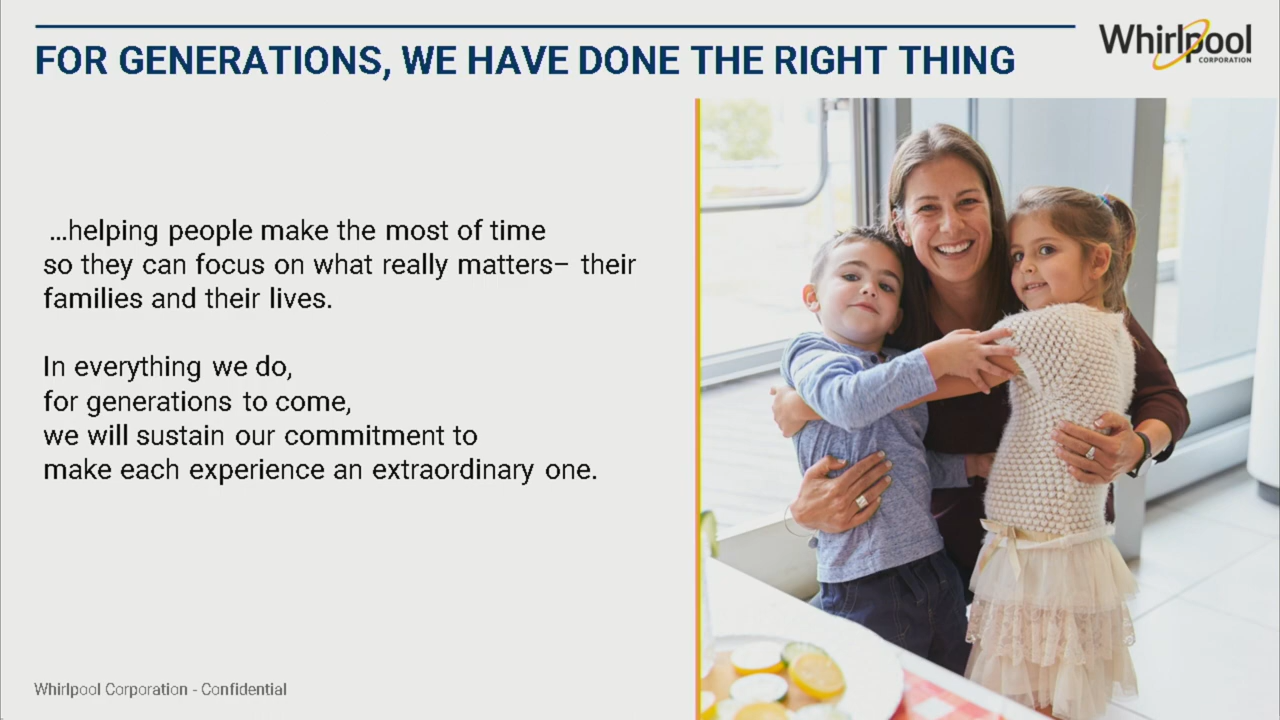 FOR GENERATIONS, WE HAVE DONE THE RIGHT THING
Whirlpool
CORPORATION
...helping people make the most of time
so they can focus on what really matters– their
families and their lives.
In everything we do,
for generations to come,
we will sustain our commitment to
make each experience an extraordinary one.
Whirlpool Corporation - Confidential